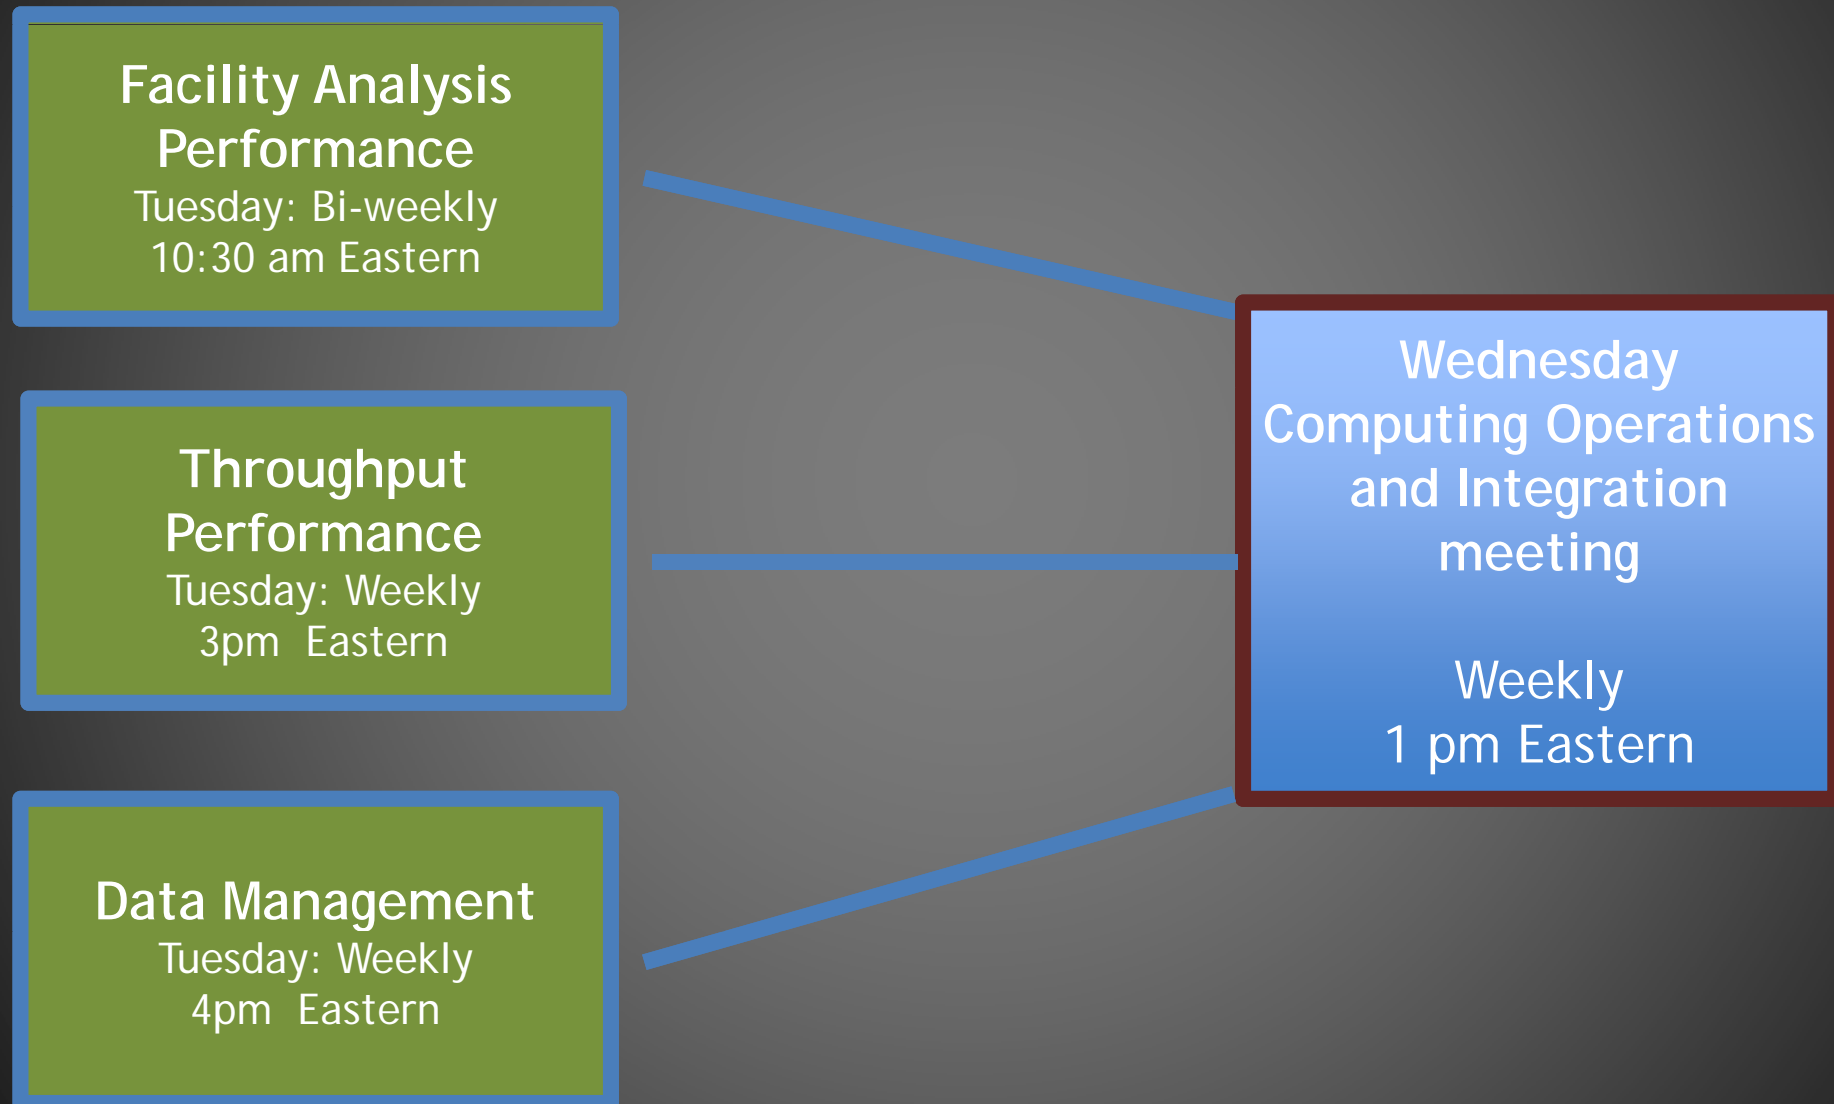 Facility Analysis
Performance
Tuesday: Bi-weekly
10:30 am Eastern
Throughput
Performance
Tuesday: Weekly
3pm  Eastern
Data Management
Tuesday: Weekly
4pm  Eastern
Wednesday
Computing Operations
and Integration
meeting
Weekly
1 pm Eastern